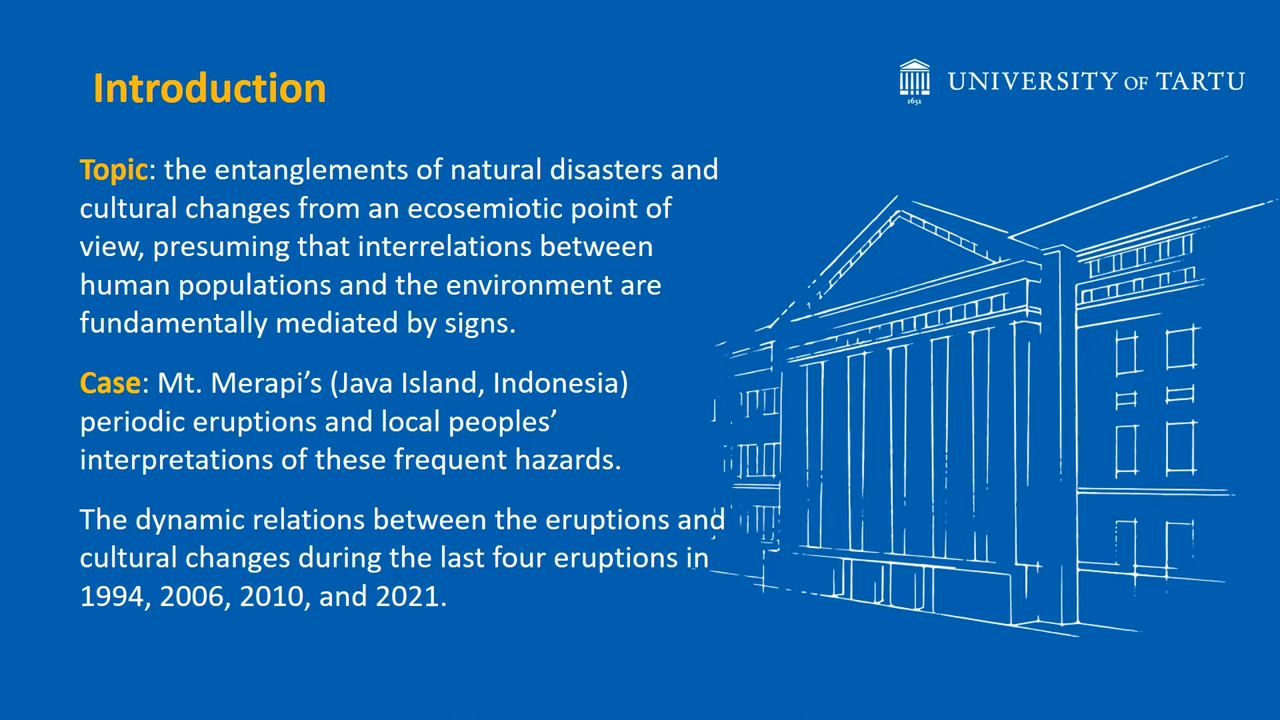 Introduction
UNIVERSITY OF TARTU
1632
Topic: the entanglements of natural disasters and
cultural changes from an ecosemiotic point of
view, presuming that interrelations between
human populations and the environment are
fundamentally mediated by signs.
Case: Mt. Merapi’s (Java Island, Indonesia)
periodic eruptions and local peoples’
interpretations of these frequent hazards.
The dynamic relations between the eruptions and
cultural changes during the last four eruptions in
1994, 2006, 2010, and 2021.